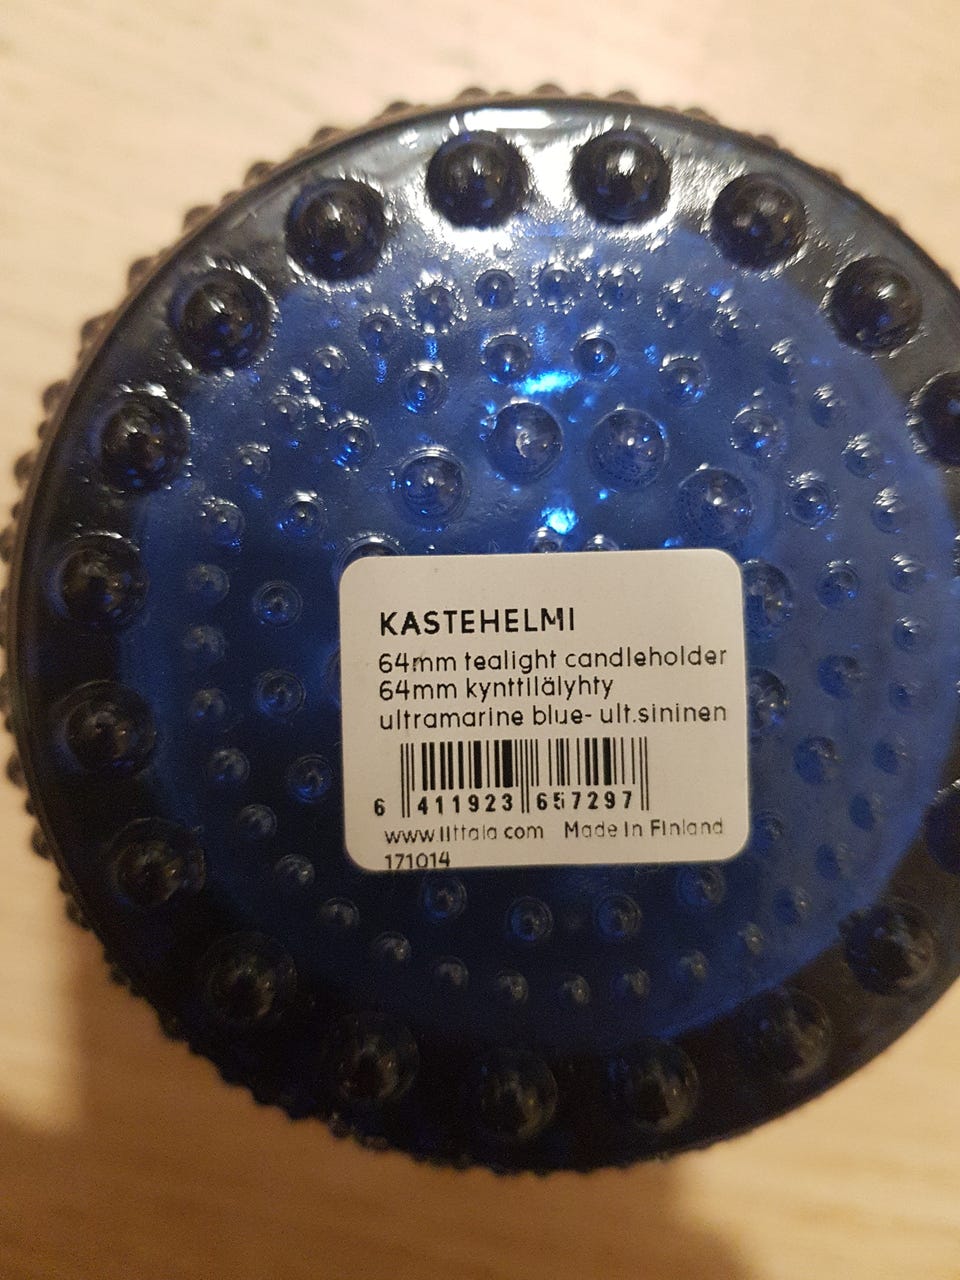 KASTEHELMI
64mm tealight candleholder
64mm kynttilälyhty
ultramarine blue- ult.sininen
6 411923 657297
www.iittala.com Made in Finland
171014